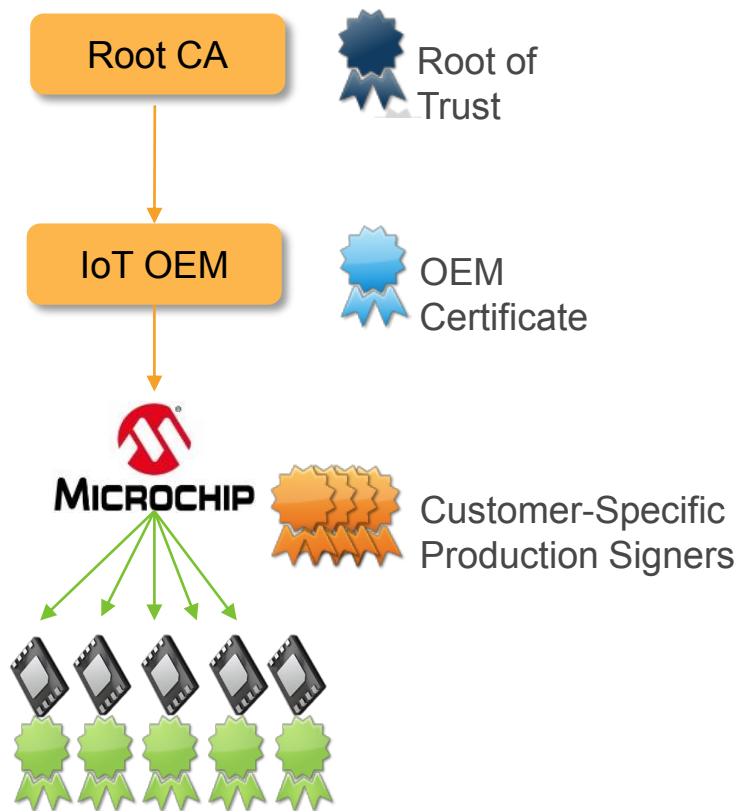 Root CA
Root of
Trust
IoT OEM
OEM
Certificate
MICROCHIP
Customer-Specific
Production Signers